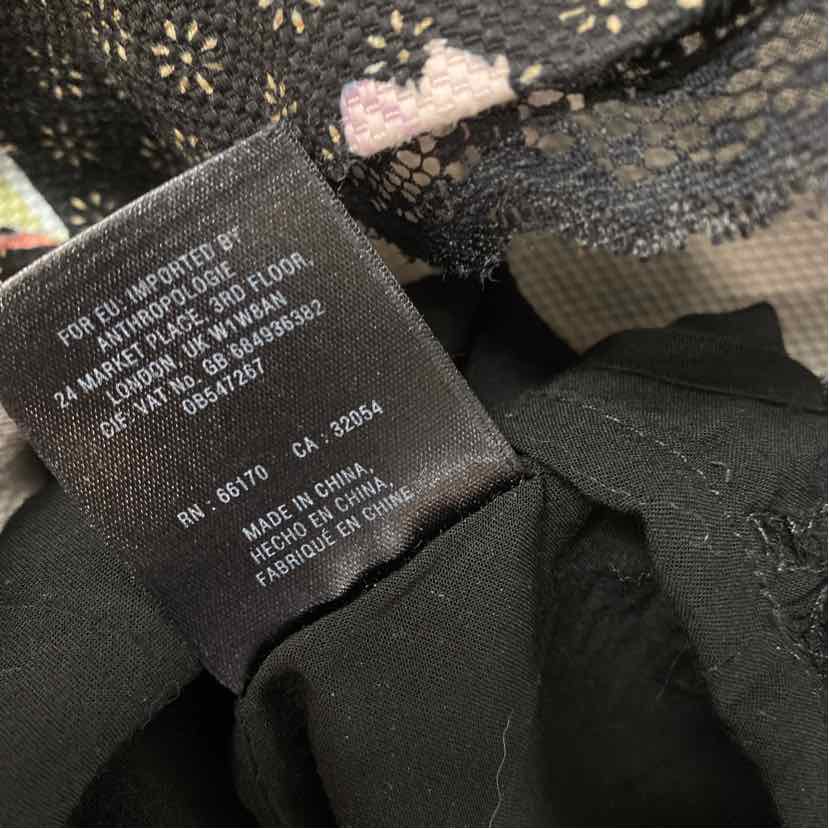 FOR EU: IMPORTED BY
ANTHROPOLOGIE
24 MARKET PLACE, 3RD FLOOR,
LONDON, UK W1W8AN
CIF: VAT No. GB 684936382
0B547267
RN : 66170 CA : 32054
MADE IN CHINA,
HECHO EN CHINA,
FABRIQUÉ EN CHINE.